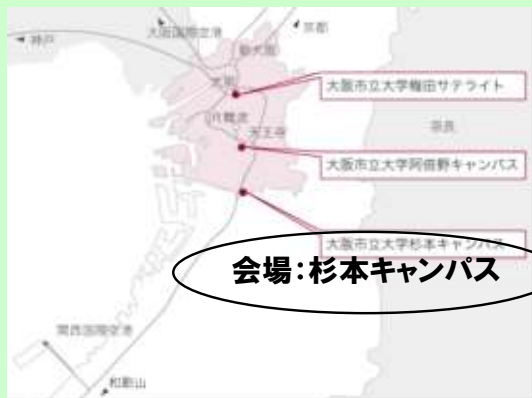 神戸
大阪国際空港
京都
新大阪
大阪
大阪市立大学梅田サテライト
JR難波
天王寺
奈良
大阪市立大学阿倍野キャンパス
大阪市立大学杉本キャンパス
会場:杉本キャンパス
関西国際空港
和歌山